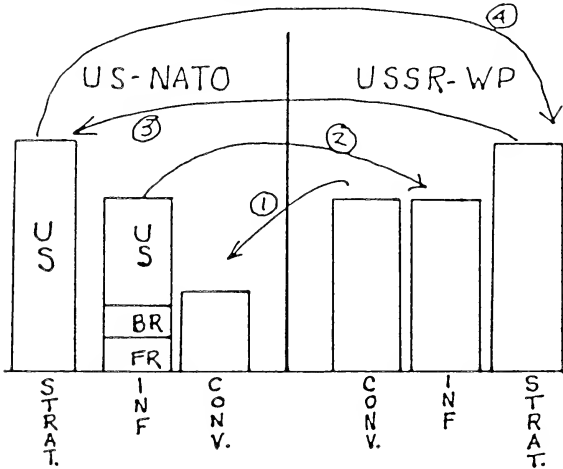 ④
US-NATO
USSR-WP
③
②
①
US
US
BR
FR
STRAT.
INF
CONV.
CONV.
INF
STRAT.